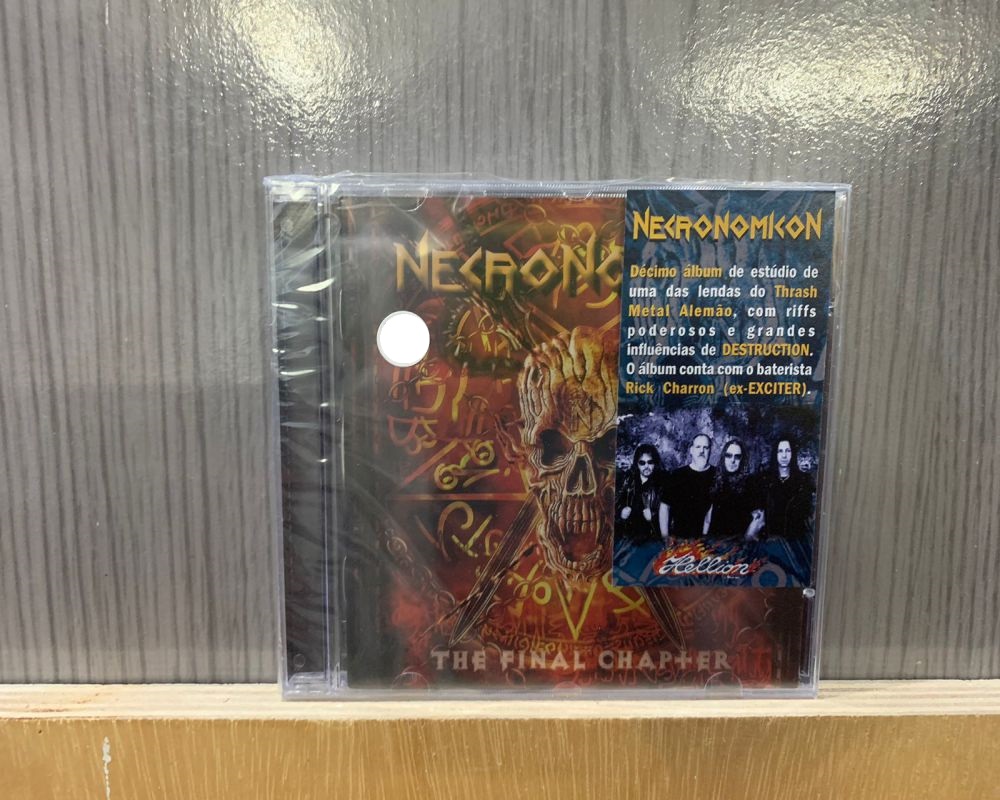 NECRONO
NECRONOMICON
Décimo álbum de estúdio de
uma das lendas do Thrash
Metal Alemão, com riffs
poderosos e grandes
influências de DESTRUCTION.
O álbum conta com o baterista
Rick Charron (ex-EXCITER).
Hellion
THE FINAL CHAPTER